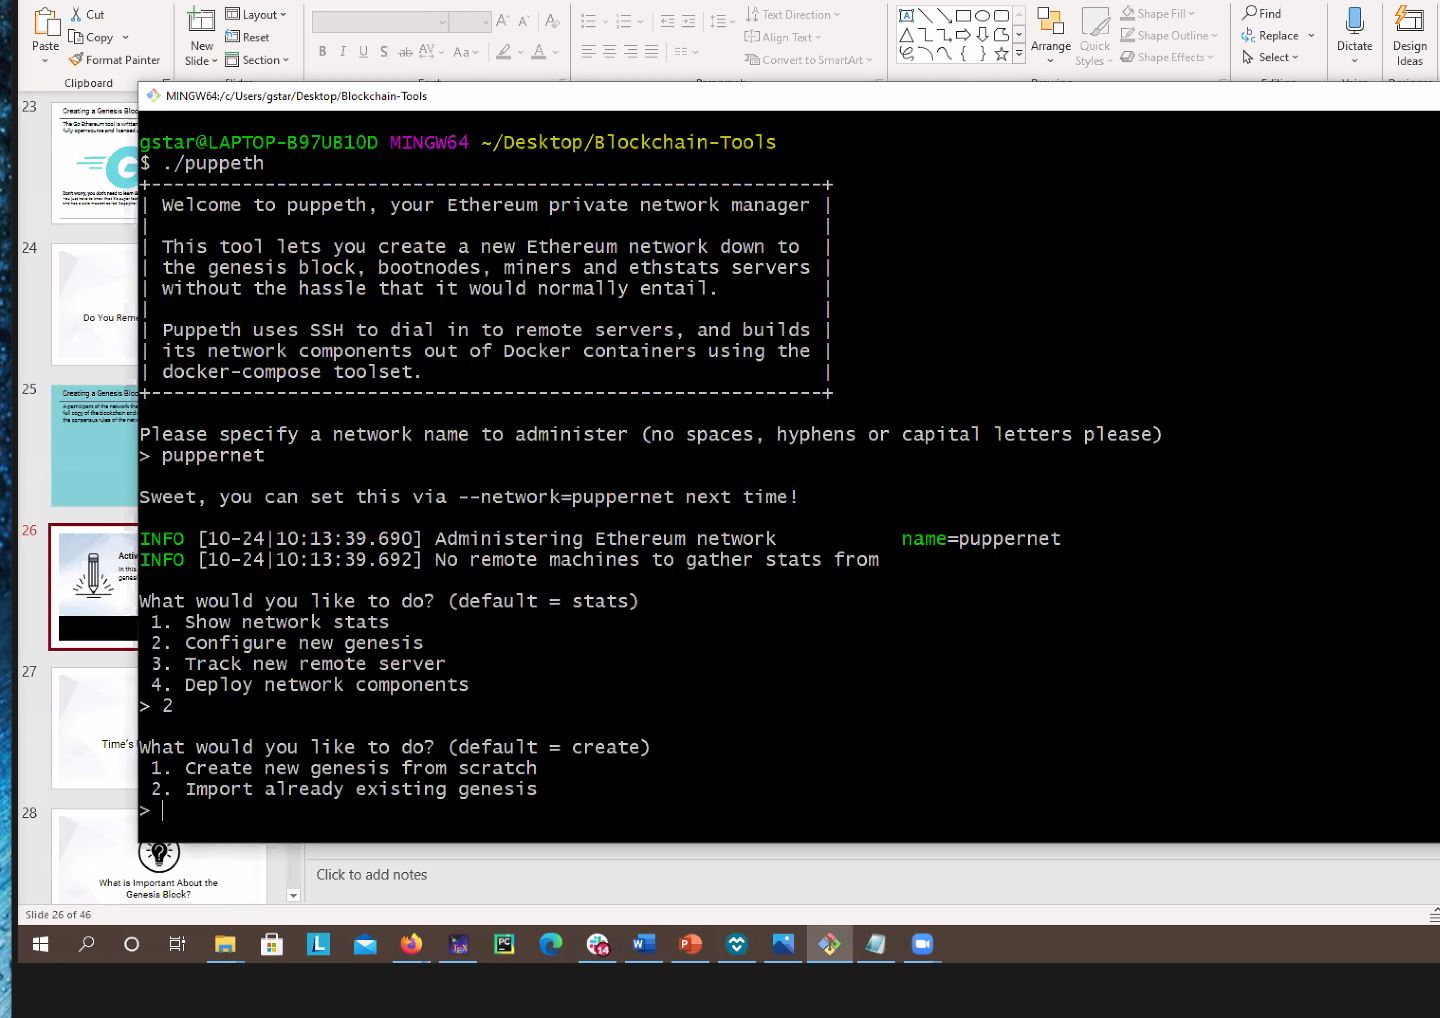 Cut
Copy
Format Painter
Paste
Clipboard
New
Slide
Layout
Reset
Section
B I U S ab AV Aa A
Text Direction
Align Text
Convert to SmartArt
Arrange
Quick
Styles
Shape Fill
Shape Outline
Shape Effects
Find
Replace
Select
Dictate
Design
Ideas
MINGW64:/c/Users/gstar/Desktop/Blockchain-Tools
gstar@LAPTOP-B97UB10D MINGW64 ~/Desktop/Blockchain-Tools
$ ./puppeth
+-----------------------------------------------------------+
| Welcome to puppeth, your Ethereum private network manager |
| |
| This tool lets you create a new Ethereum network down to |
| the genesis block, bootnodes, miners and ethstats servers |
| without the hassle that it would normally entail. |
| |
| Puppeth uses SSH to dial in to remote servers, and builds |
| its network components out of Docker containers using the |
| docker-compose toolset. |
+-----------------------------------------------------------+
Please specify a network name to administer (no spaces, hyphens or capital letters please)
> puppernet
Sweet, you can set this via --network=puppernet next time!
INFO [10-24|10:13:39.690] Administering Ethereum network name=puppernet
INFO [10-24|10:13:39.692] No remote machines to gather stats from
What would you like to do? (default = stats)
1. Show network stats
2. Configure new genesis
3. Track new remote server
4. Deploy network components
> 2
What would you like to do? (default = create)
1. Create new genesis from scratch
2. Import already existing genesis
>
23
Creating a Genesis Block
24
Do You Reme
25
Creating a Genesis Bloc
26
Activ
In this
genesi
27
Time's
28
What is Important About the
Genesis Block?
Click to add notes
Slide 26 of 46
L
PC
14
W
P